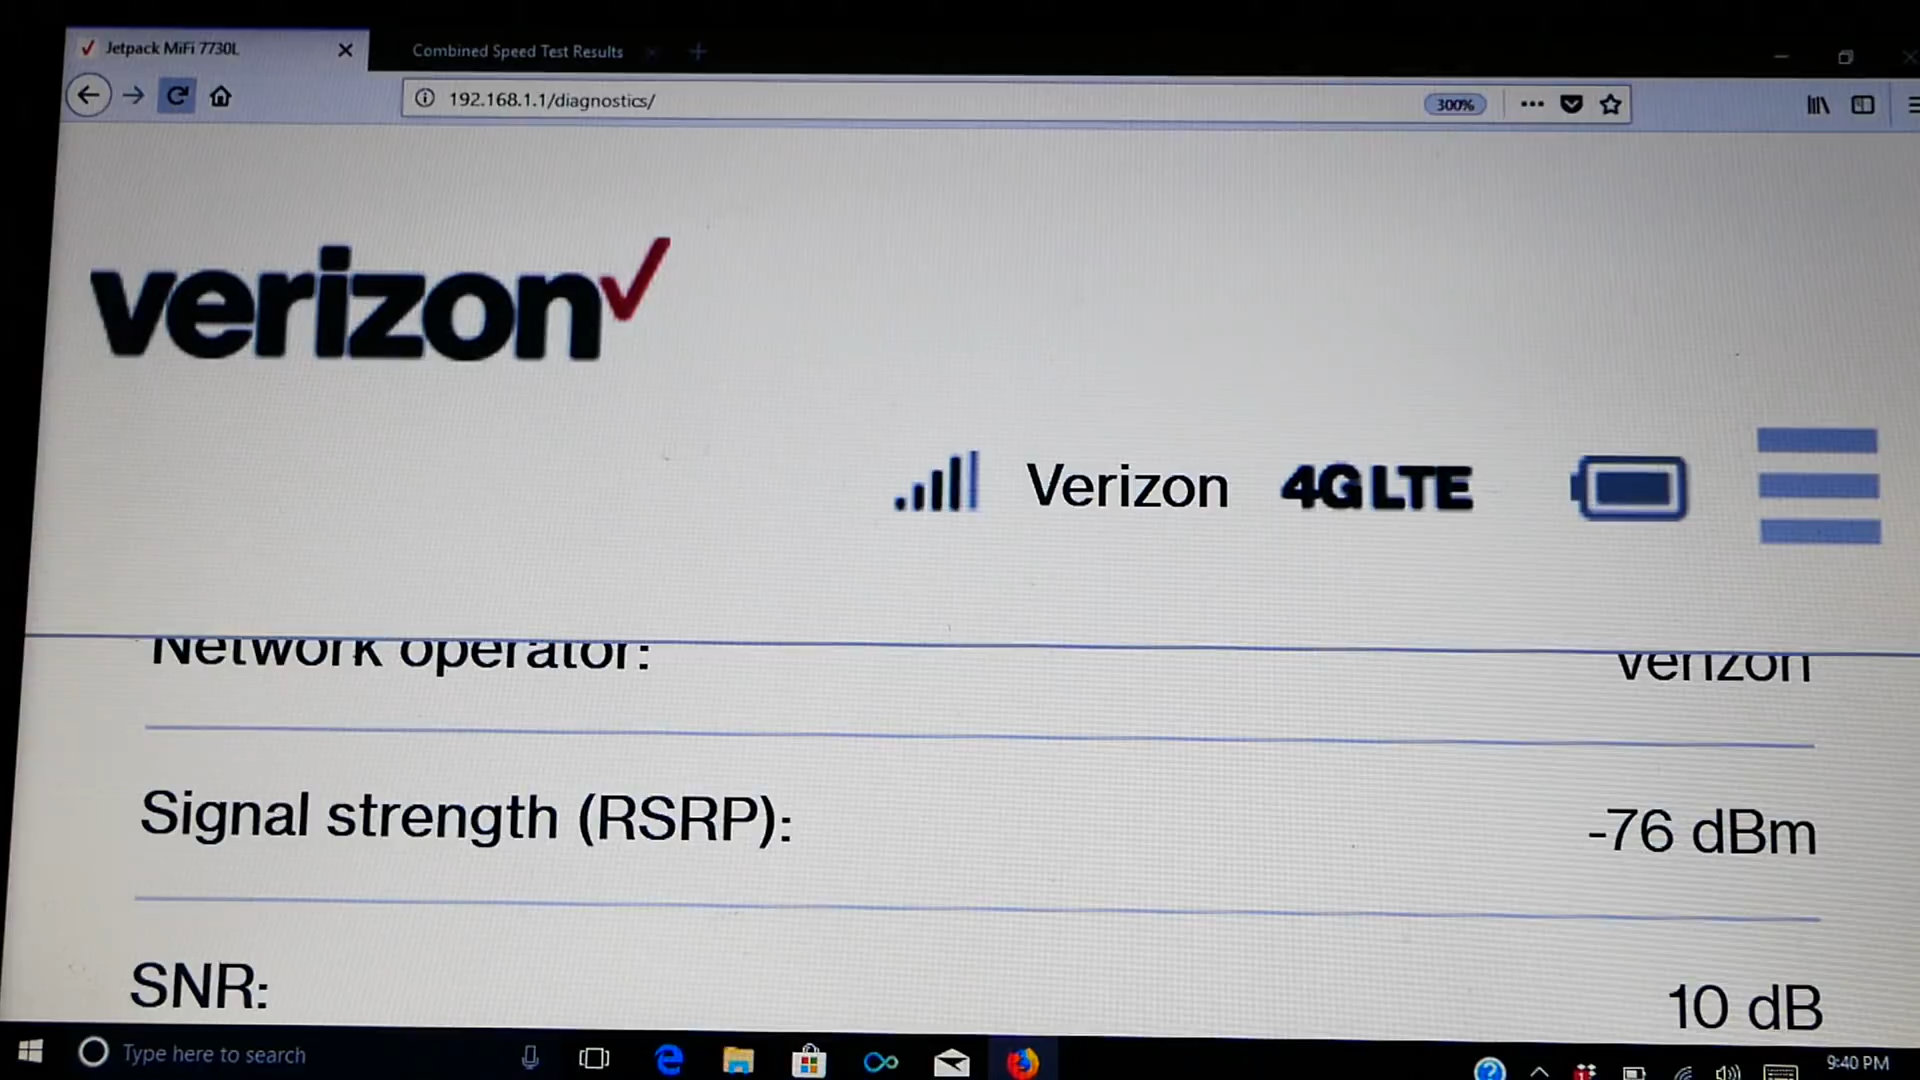 Jetpack MiFi 7730L
Combined Speed Test Results
192.168.1.1/diagnostics/
300%
verizon
Verizon 4G LTE
Network operator: verizon
Signal strength (RSRP): -76 dBm
SNR: 10 dB
Type here to search
9:40 PM